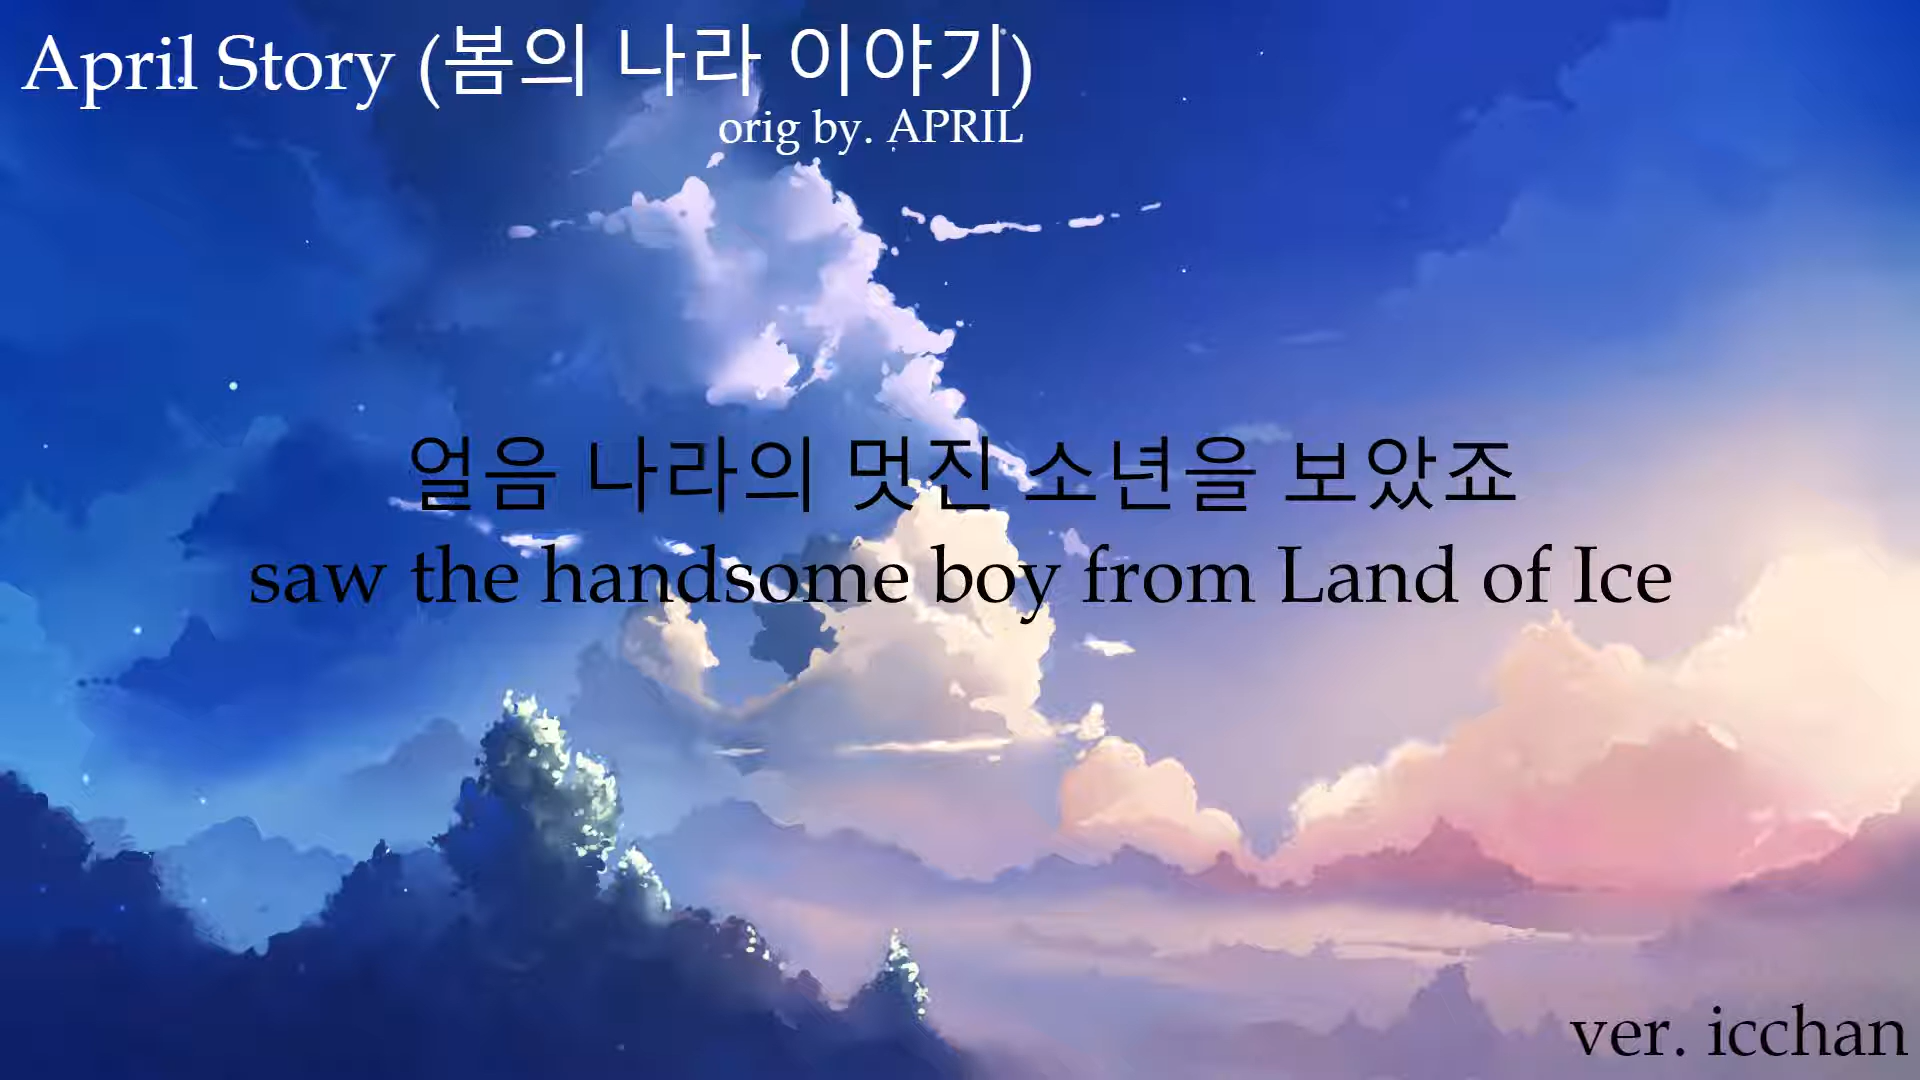 April Story (봄의 나라 이야기)
orig by. APRIL
얼음 나라의 멋진 소년을 보았죠
saw the handsome boy from Land of Ice
ver. icchan